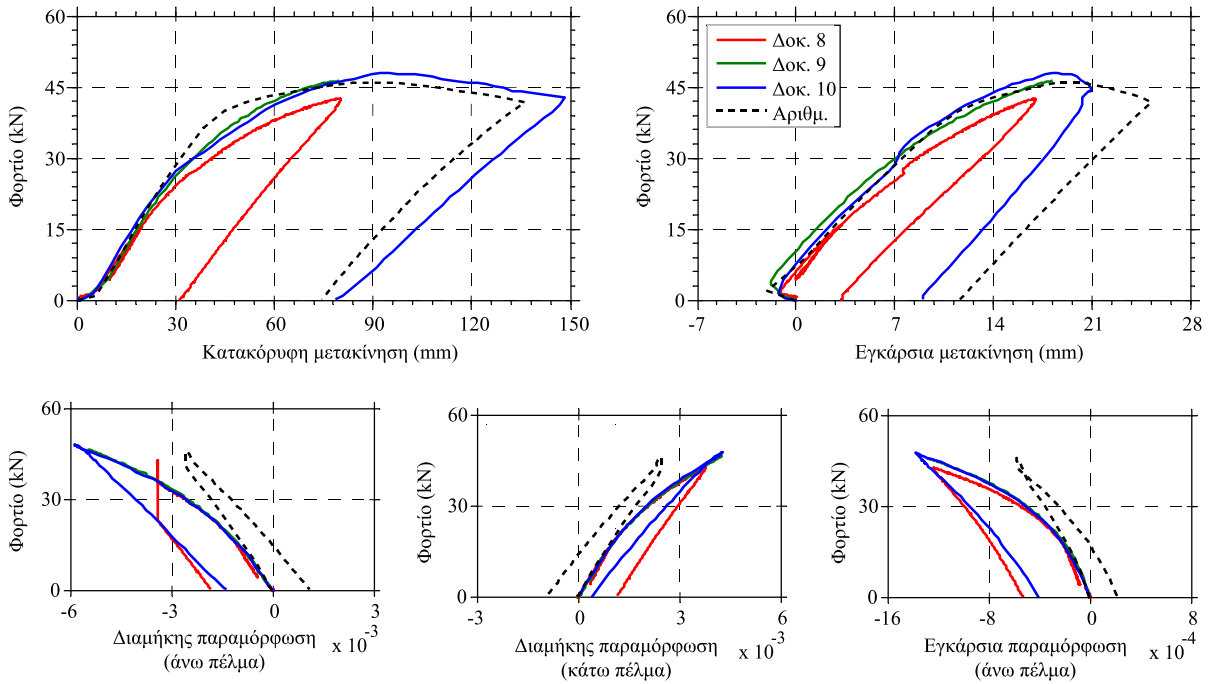 60
45
30
15
0
Φορτίο (kN)
0 30 60 90 120 150
Κατακόρυφη μετακίνηση (mm)
60
45
30
15
0
Φορτίο (kN)
-7 0 7 14 21 28
Εγκάρσια μετακίνηση (mm)
Δοκ. 8
Δοκ. 9
Δοκ. 10
Αριθμ.
60
30
0
Φορτίο (kN)
-6 -3 0 3
Διαμήκης παραμόρφωση x 10-3
(άνω πέλμα)
60
30
0
Φορτίο (kN)
-3 0 3 6
Διαμήκης παραμόρφωση x 10-3
(κάτω πέλμα)
60
30
0
Φορτίο (kN)
-16 -8 0 8
Εγκάρσια παραμόρφωση x 10-4
(άνω πέλμα)